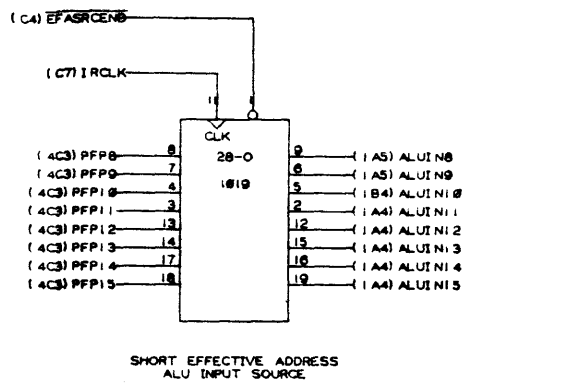 (C4) EFASRCEN0
(C7) IRCLK
11 1
CLK
(4C3) PFP8 8 28-0 9 (1A5) ALUIN8
(4C3) PFP9 7 6 (1A5) ALUIN9
(4C3) PFP10 4 1019 5 (1B4) ALUIN10
(4C3) PFP11 3 2 (1A4) ALUIN11
(4C3) PFP12 13 12 (1A4) ALUIN12
(4C3) PFP13 14 15 (1A4) ALUIN13
(4C3) PFP14 17 16 (1A4) ALUIN14
(4C3) PFP15 18 19 (1A4) ALUIN15
SHORT EFFECTIVE ADDRESS
ALU INPUT SOURCE